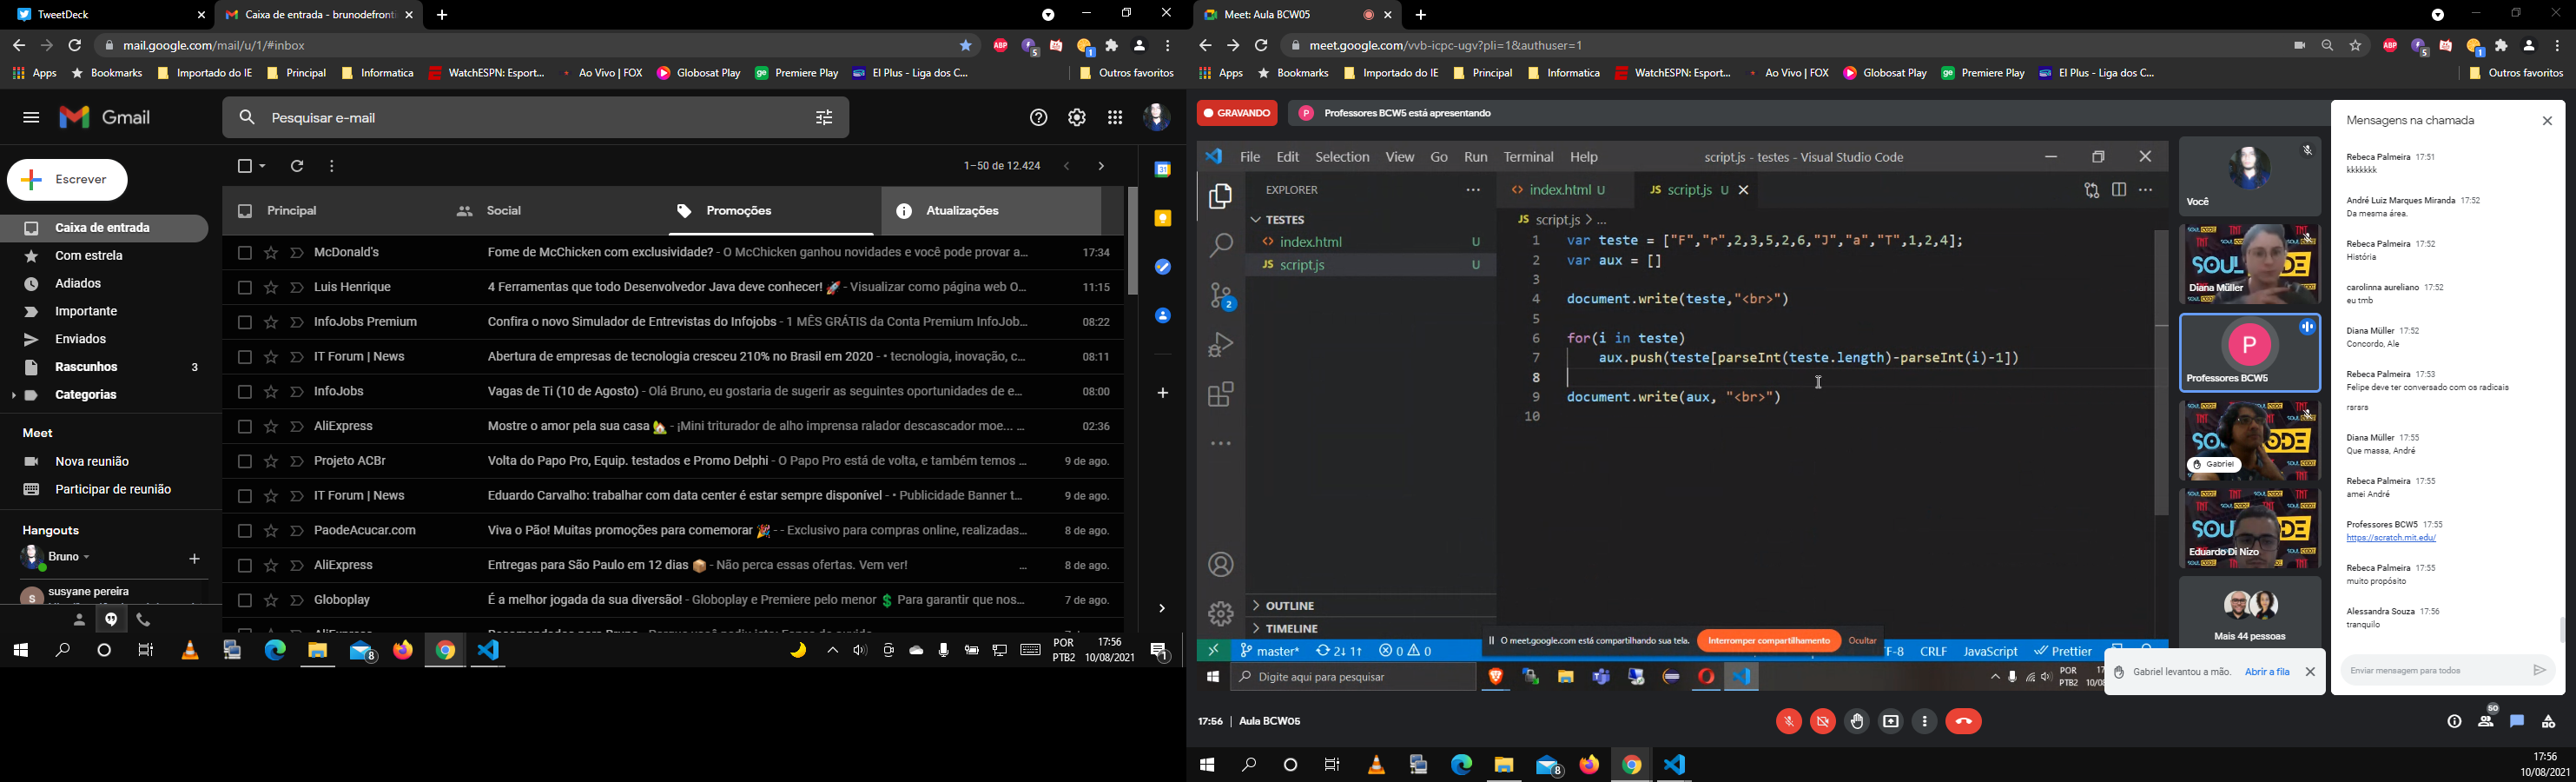 TweetDeck
Caixa de entrada - brunodefronti
mail.google.com/mail/u/1/#inbox
Apps Bookmarks Importado do IE Principal Informatica WatchESPN: Esport... Ao Vivo | FOX Globosat Play Premiere Play EI Plus - Liga dos C... Outros favoritos
Gmail
Pesquisar e-mail
Escrever
1–50 de 12.424
Caixa de entrada
Com estrela
Adiados
Importante
Enviados
Rascunhos 3
Categorias
Meet
Nova reunião
Participar de reunião
Hangouts
Bruno
susyane pereira
Principal Social Promoções Atualizações
McDonald's Fome de McChicken com exclusividade? - O McChicken ganhou novidades e você pode provar a... 17:34
Luis Henrique 4 Ferramentas que todo Desenvolvedor Java deve conhecer! 🚀 - Visualizar como página web O... 11:15
InfoJobs Premium Confira o novo Simulador de Entrevistas do Infojobs - 1 MÊS GRÁTIS da Conta Premium InfoJob... 08:22
IT Forum | News Abertura de empresas de tecnologia cresceu 210% no Brasil em 2020 - • tecnologia, inovação, c... 08:11
InfoJobs Vagas de Ti (10 de Agosto) - Olá Bruno, eu gostaria de sugerir as seguintes oportunidades de e... 08:00
AliExpress Mostre o amor pela sua casa 🏡 - ¡Mini triturador de alho imprensa ralador descascador moe... ... 02:36
Projeto ACBr Volta do Papo Pro, Equip. testados e Promo Delphi - O Papo Pro está de volta, e também temos ... 9 de ago.
IT Forum | News Eduardo Carvalho: trabalhar com data center é estar sempre disponível - • Publicidade Banner t... 9 de ago.
PaodeAcucar.com Viva o Pão! Muitas promoções para comemorar 🎉 - - Exclusivo para compras online, realizadas... 8 de ago.
AliExpress Entregas para São Paulo em 12 dias 📦 - Não perca essas ofertas. Vem ver! ... 8 de ago.
Globoplay É a melhor jogada da sua diversão! - Globoplay e Premiere pelo menor 💲 Para garantir que nos... 7 de ago.
POR
PTB2
17:56
10/08/2021
Meet: Aula BCW05
meet.google.com/vvb-icpc-ugv?pli=1&authuser=1
Apps Bookmarks Importado do IE Principal Informatica WatchESPN: Esport... Ao Vivo | FOX Globosat Play Premiere Play EI Plus - Liga dos C... Outros favoritos
GRAVANDO
P Professores BCW5 está apresentando
File Edit Selection View Go Run Terminal Help script.js - testes - Visual Studio Code
EXPLORER
TESTES
index.html U
script.js U
OUTLINE
TIMELINE
index.html U JS script.js U
JS script.js > ...
1 var teste = ["F","r",2,3,5,2,6,"J","a","T",1,2,4];
2 var aux = []
3
4 document.write(teste,"<br>")
5
6 for(i in teste)
7 aux.push(teste[parseInt(teste.length)-parseInt(i)-1])
8
9 document.write(aux, "<br>")
10
O meet.google.com está compartilhando sua tela. Interromper compartilhamento Ocultar
master* 2↓ 1↑ 0 0 CRLF JavaScript Prettier
Digite aqui para pesquisar
POR
PTB2
Você
Diana Müller
P
Professores BCW5
Gabriel
Eduardo Di Nizo
Mais 44 pessoas
Mensagens na chamada
Rebeca Palmeira 17:51
kkkkkkk
André Luiz Marques Miranda 17:52
Da mesma área.
Rebeca Palmeira 17:52
História
carolinna aureliano 17:52
eu tmb
Diana Müller 17:52
Concordo, Ale
Rebeca Palmeira 17:53
Felipe deve ter conversado com os radicais
rsrsrs
Diana Müller 17:55
Que massa, André
Rebeca Palmeira 17:55
amei André
Professores BCW5 17:55
https://scratch.mit.edu/
Rebeca Palmeira 17:55
muito propósito
Alessandra Souza 17:56
tranquilo
Enviar mensagem para todos
Gabriel levantou a mão. Abrir a fila
17:56 | Aula BCW05
50
17:56
10/08/2021